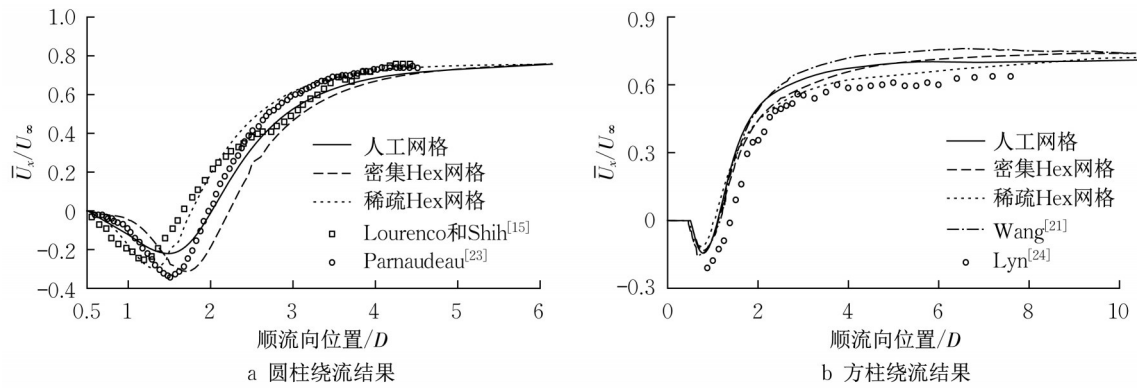 1.0
0.8
0.6
0.4
0.2
0
-0.2
-0.4
Ūx/U∞
0.5 1 2 3 4 5 6
顺流向位置/D
人工网格
密集Hex网格
稀疏Hex网格
Lourenco和Shih[15]
Parnaudeau[23]
a 圆柱绕流结果
0.9
0.6
0.3
0
-0.3
Ūx/U∞
0 2 4 6 8 10
顺流向位置/D
人工网格
密集Hex网格
稀疏Hex网格
Wang[21]
Lyn[24]
b 方柱绕流结果